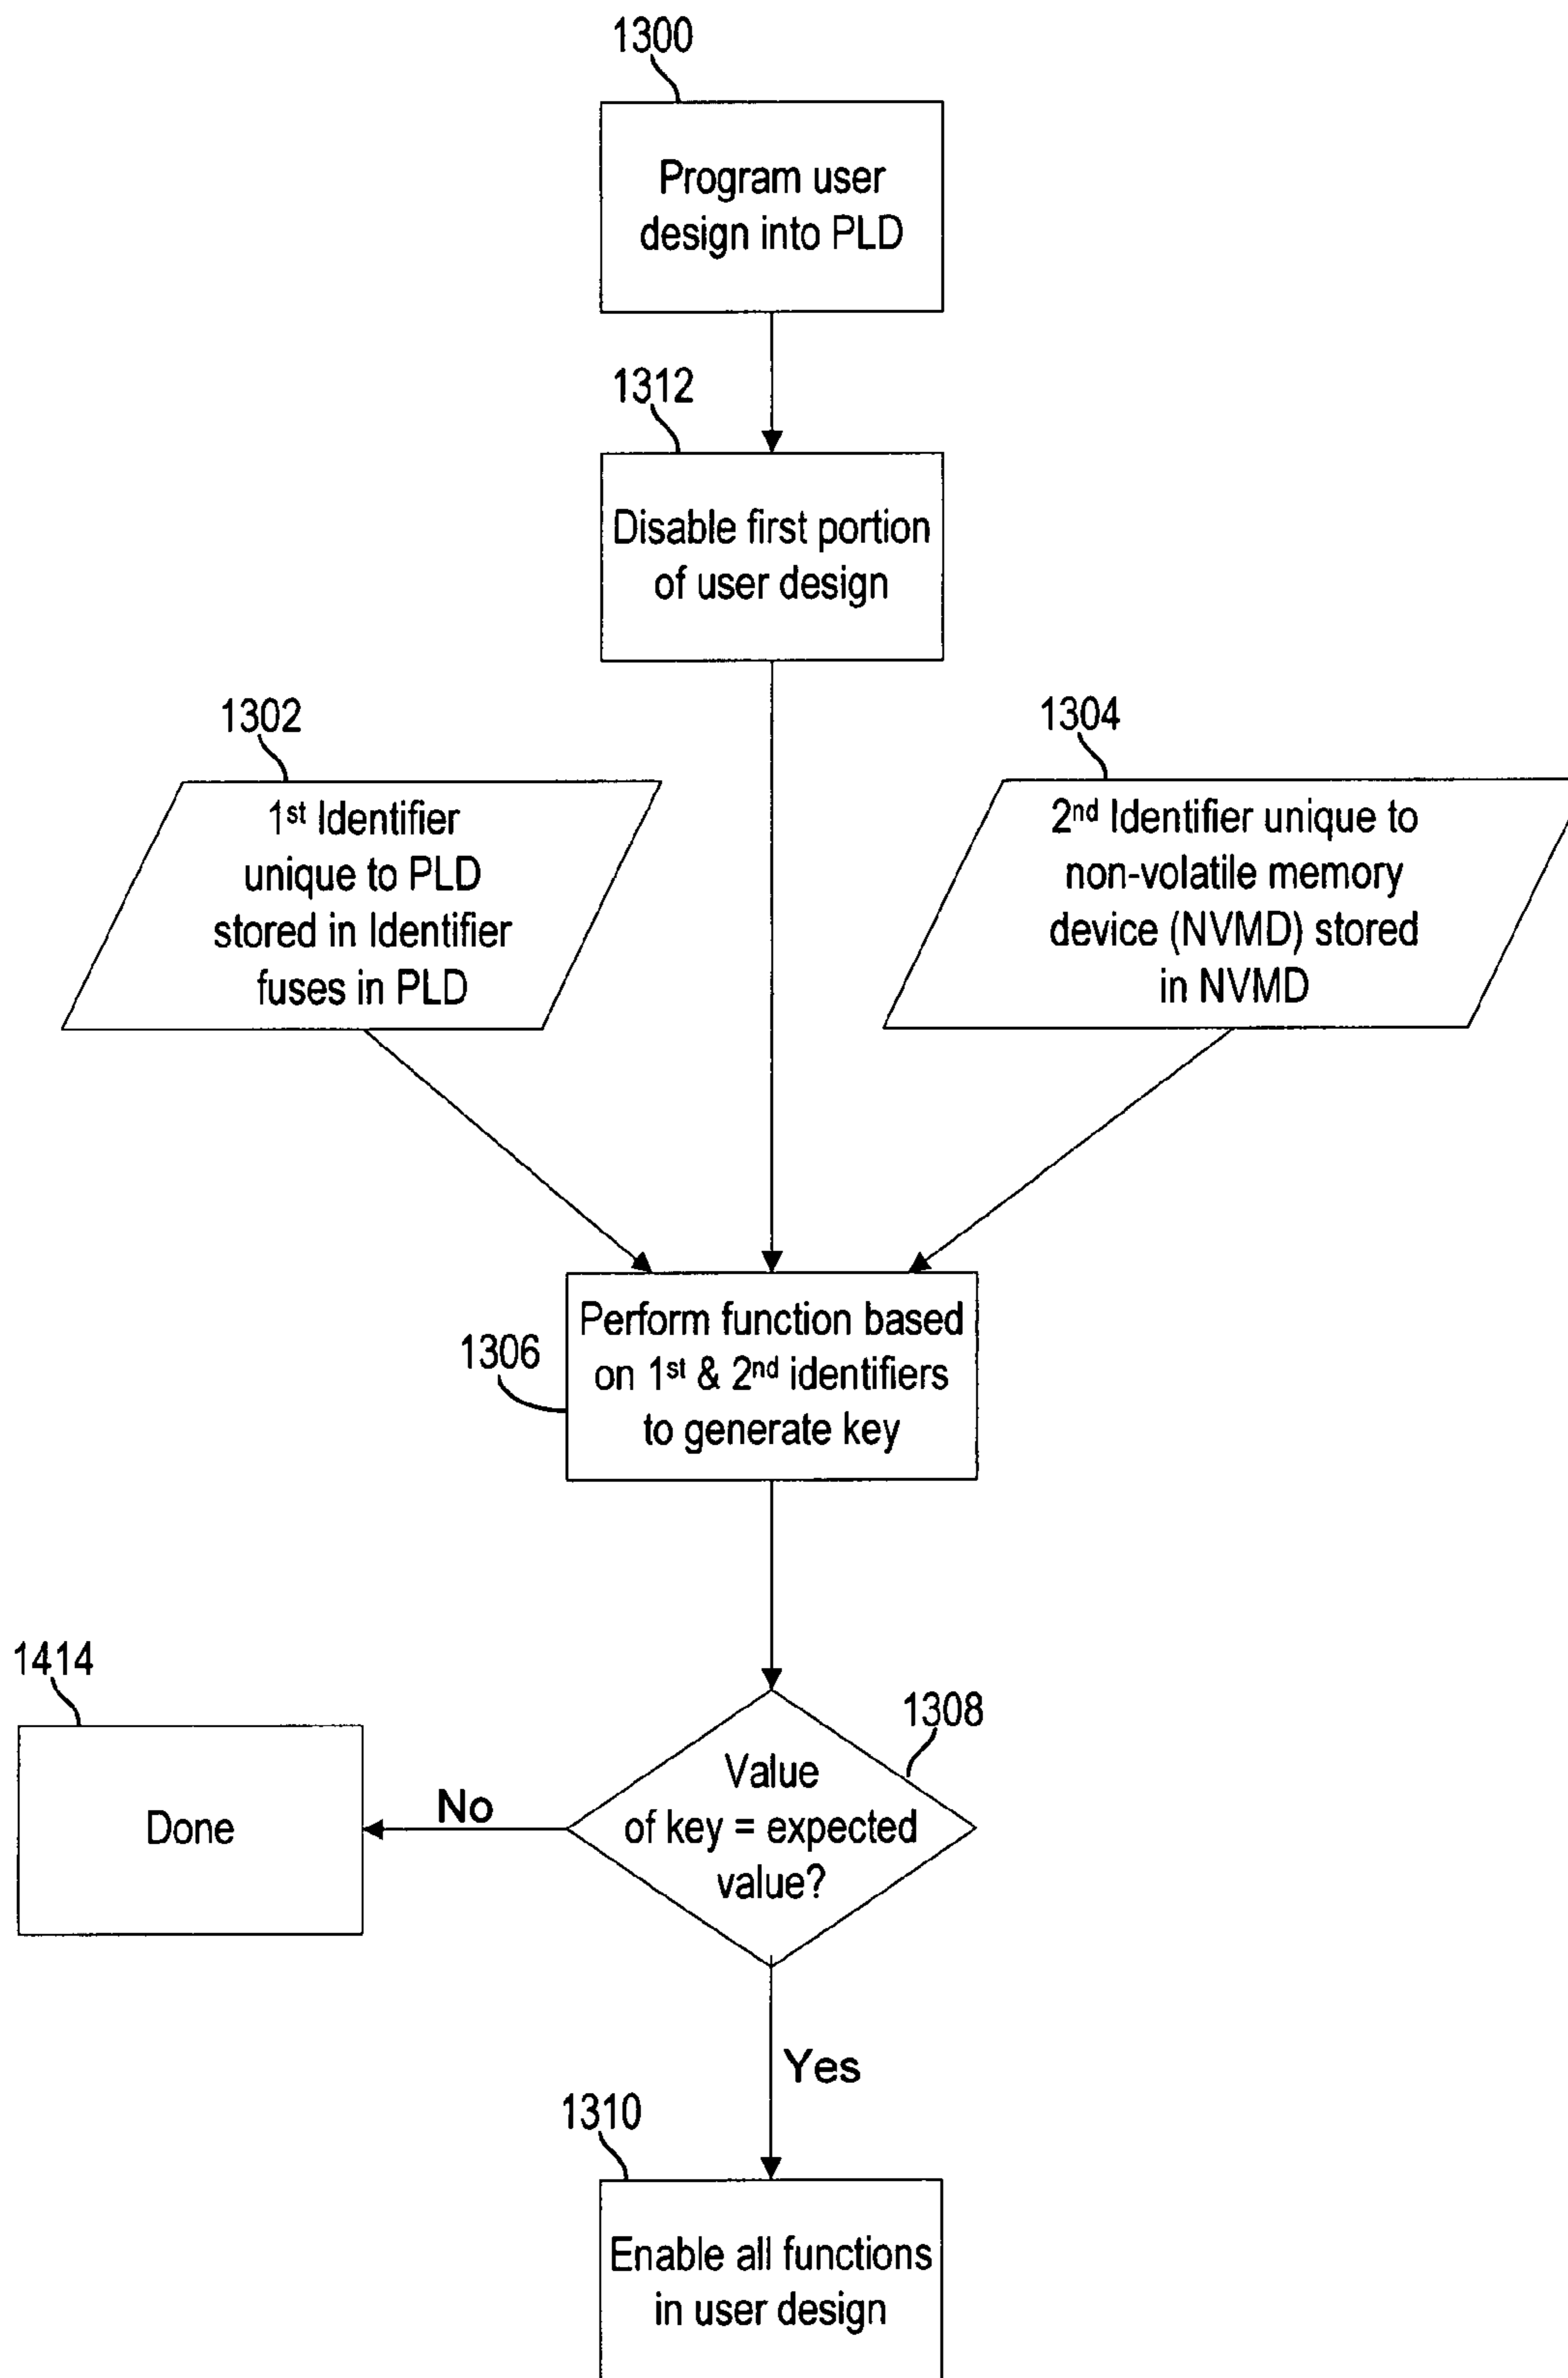 1300
Program user
design into PLD
1312
Disable first portion
of user design
1302
1st Identifier
unique to PLD
stored in Identifier
fuses in PLD
1304
2nd Identifier unique to
non-volatile memory
device (NVMD) stored
in NVMD
1306
Perform function based
on 1st & 2nd identifiers
to generate key
1414
Done
No
1308
Value
of key = expected
value?
Yes
1310
Enable all functions
in user design